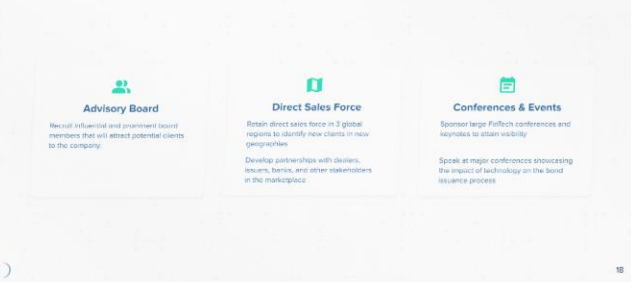 Advisory Board
Recruit influential and prominent board
members that will attract potential clients
to the company.
Direct Sales Force
Retain direct sales force in 3 global
regions to identify new clients in new
geographies
Develop partnerships with dealers,
issuers, banks, and other stakeholders
in the marketplace
Conferences & Events
Sponsor large FinTech conferences and
keynotes to attain visibility
Speak at major conferences showcasing
the impact of technology on the bond
issuance process
18